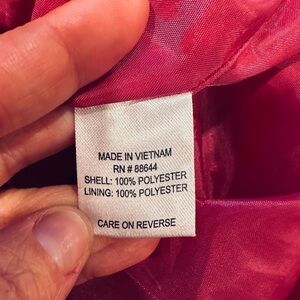 MADE IN VIETNAM
RN # 88644
SHELL: 100% POLYESTER
LINING: 100% POLYESTER
CARE ON REVERSE